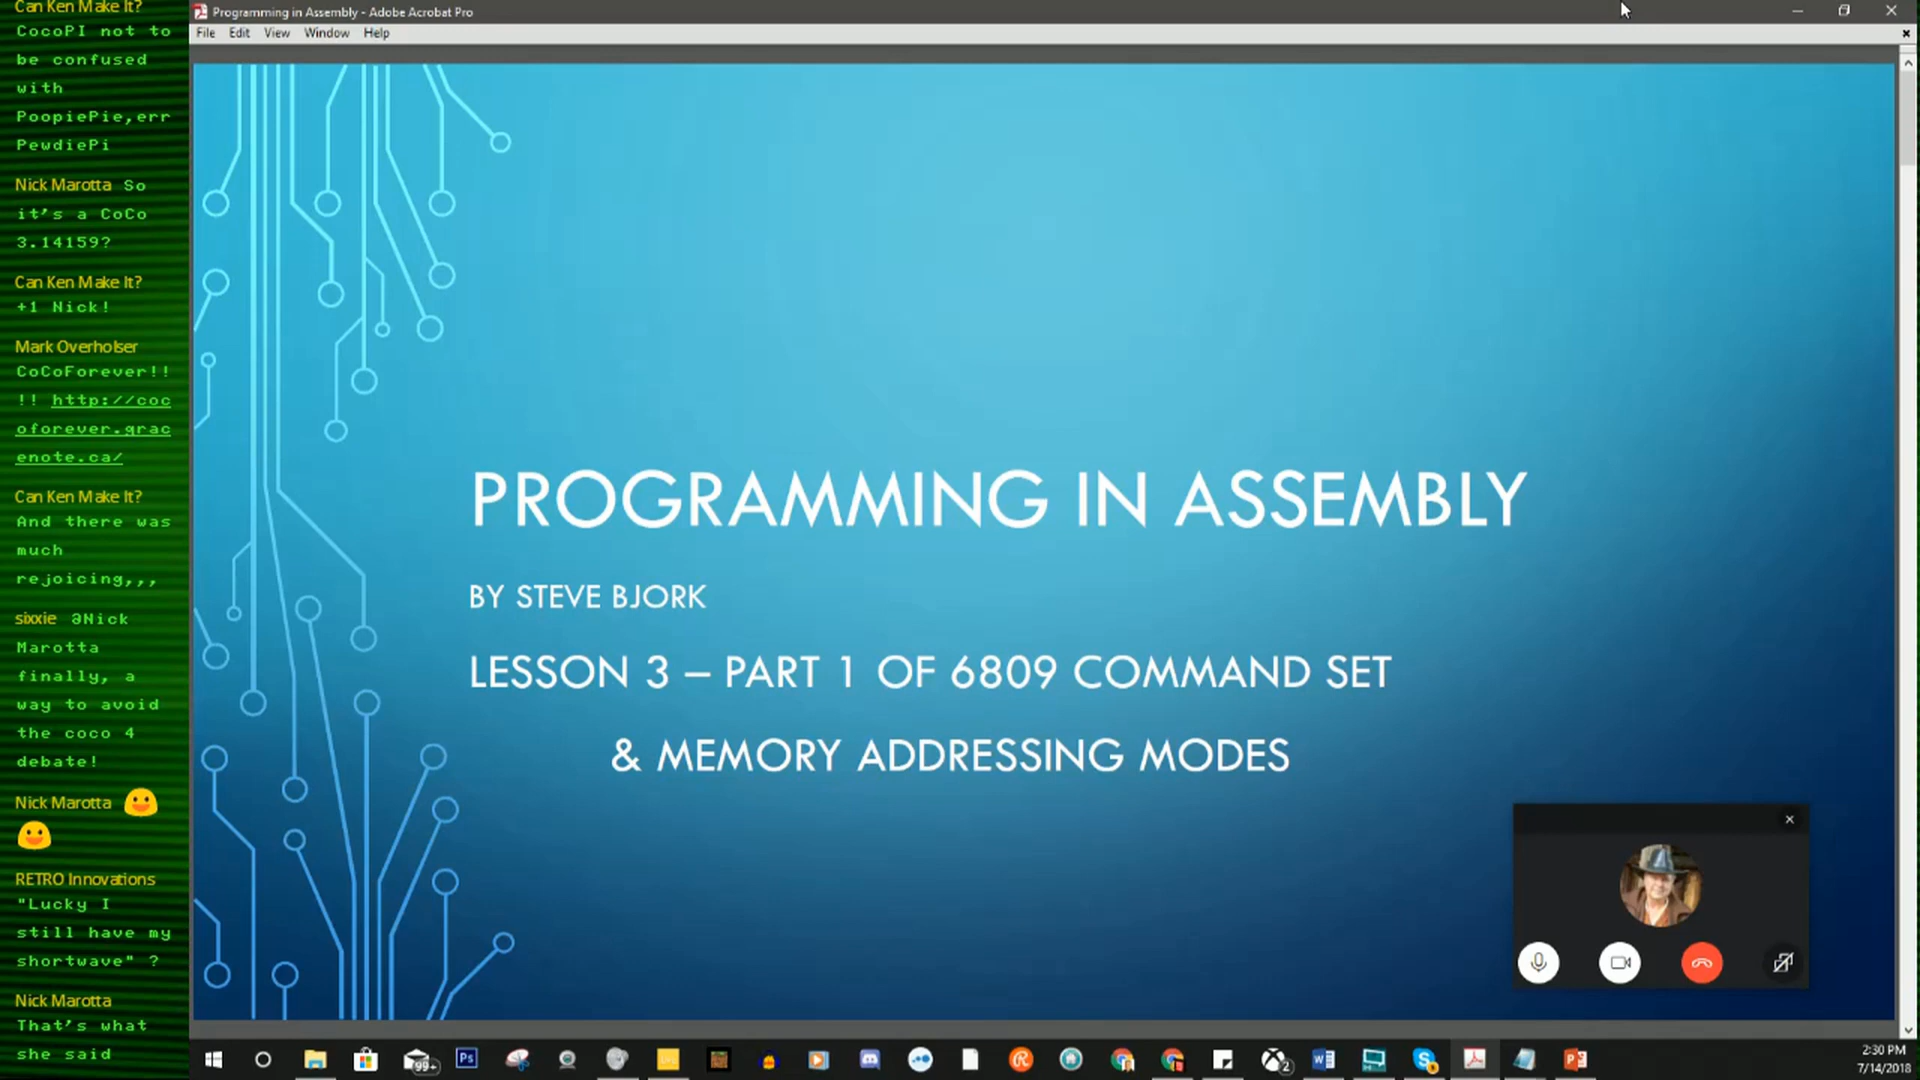 Can Ken Make It?
CocoPI not to
be confused
with
PoopiePie,err
PewdiePi
Nick Marotta So
it's a CoCo
3.14159?
Can Ken Make It?
+1 Nick!
Mark Overholser
CoCoForever!!
!! http://coc
oforever.grac
enote.ca/
Can Ken Make It?
And there was
much
rejoicing,,,
sixxie @Nick
Marotta
finally, a
way to avoid
the coco 4
debate!
Nick Marotta
RETRO Innovations
"Lucky I
still have my
shortwave" ?
Nick Marotta
That's what
she said
Programming in Assembly - Adobe Acrobat Pro
File Edit View Window Help
PROGRAMMING IN ASSEMBLY
BY STEVE BJORK
LESSON 3 – PART 1 OF 6809 COMMAND SET
& MEMORY ADDRESSING MODES
99+
Ps
2
2:30 PM
7/14/2018